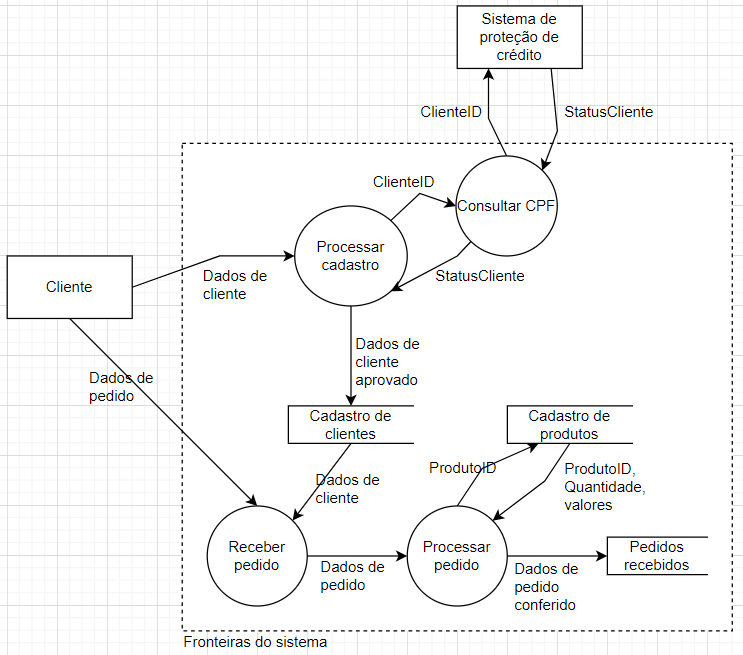 Sistema de
proteção de
crédito
ClienteID
StatusCliente
ClienteID
Consultar CPF
Processar
cadastro
StatusCliente
Cliente
Dados de
cliente
Dados de
cliente
aprovado
Dados de
pedido
Cadastro de
clientes
Cadastro de
produtos
Dados de
cliente
ProdutoID
ProdutoID,
Quantidade,
valores
Receber
pedido
Dados de
pedido
Processar
pedido
Dados de
pedido
conferido
Pedidos
recebidos
Fronteiras do sistema